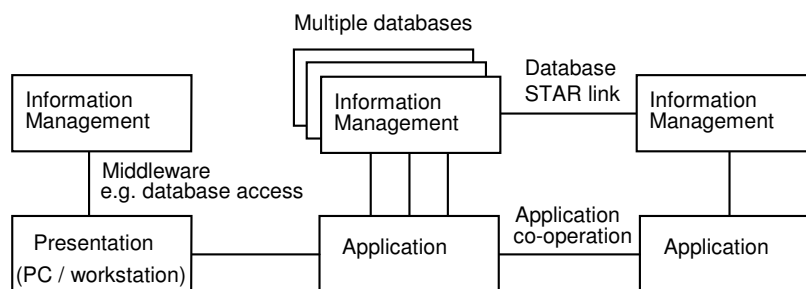 Multiple databases
Information
Management
Information
Management
Database
STAR link
Information
Management
Middleware
e.g. database access
Presentation
(PC / workstation)
Application
Application
co-operation
Application